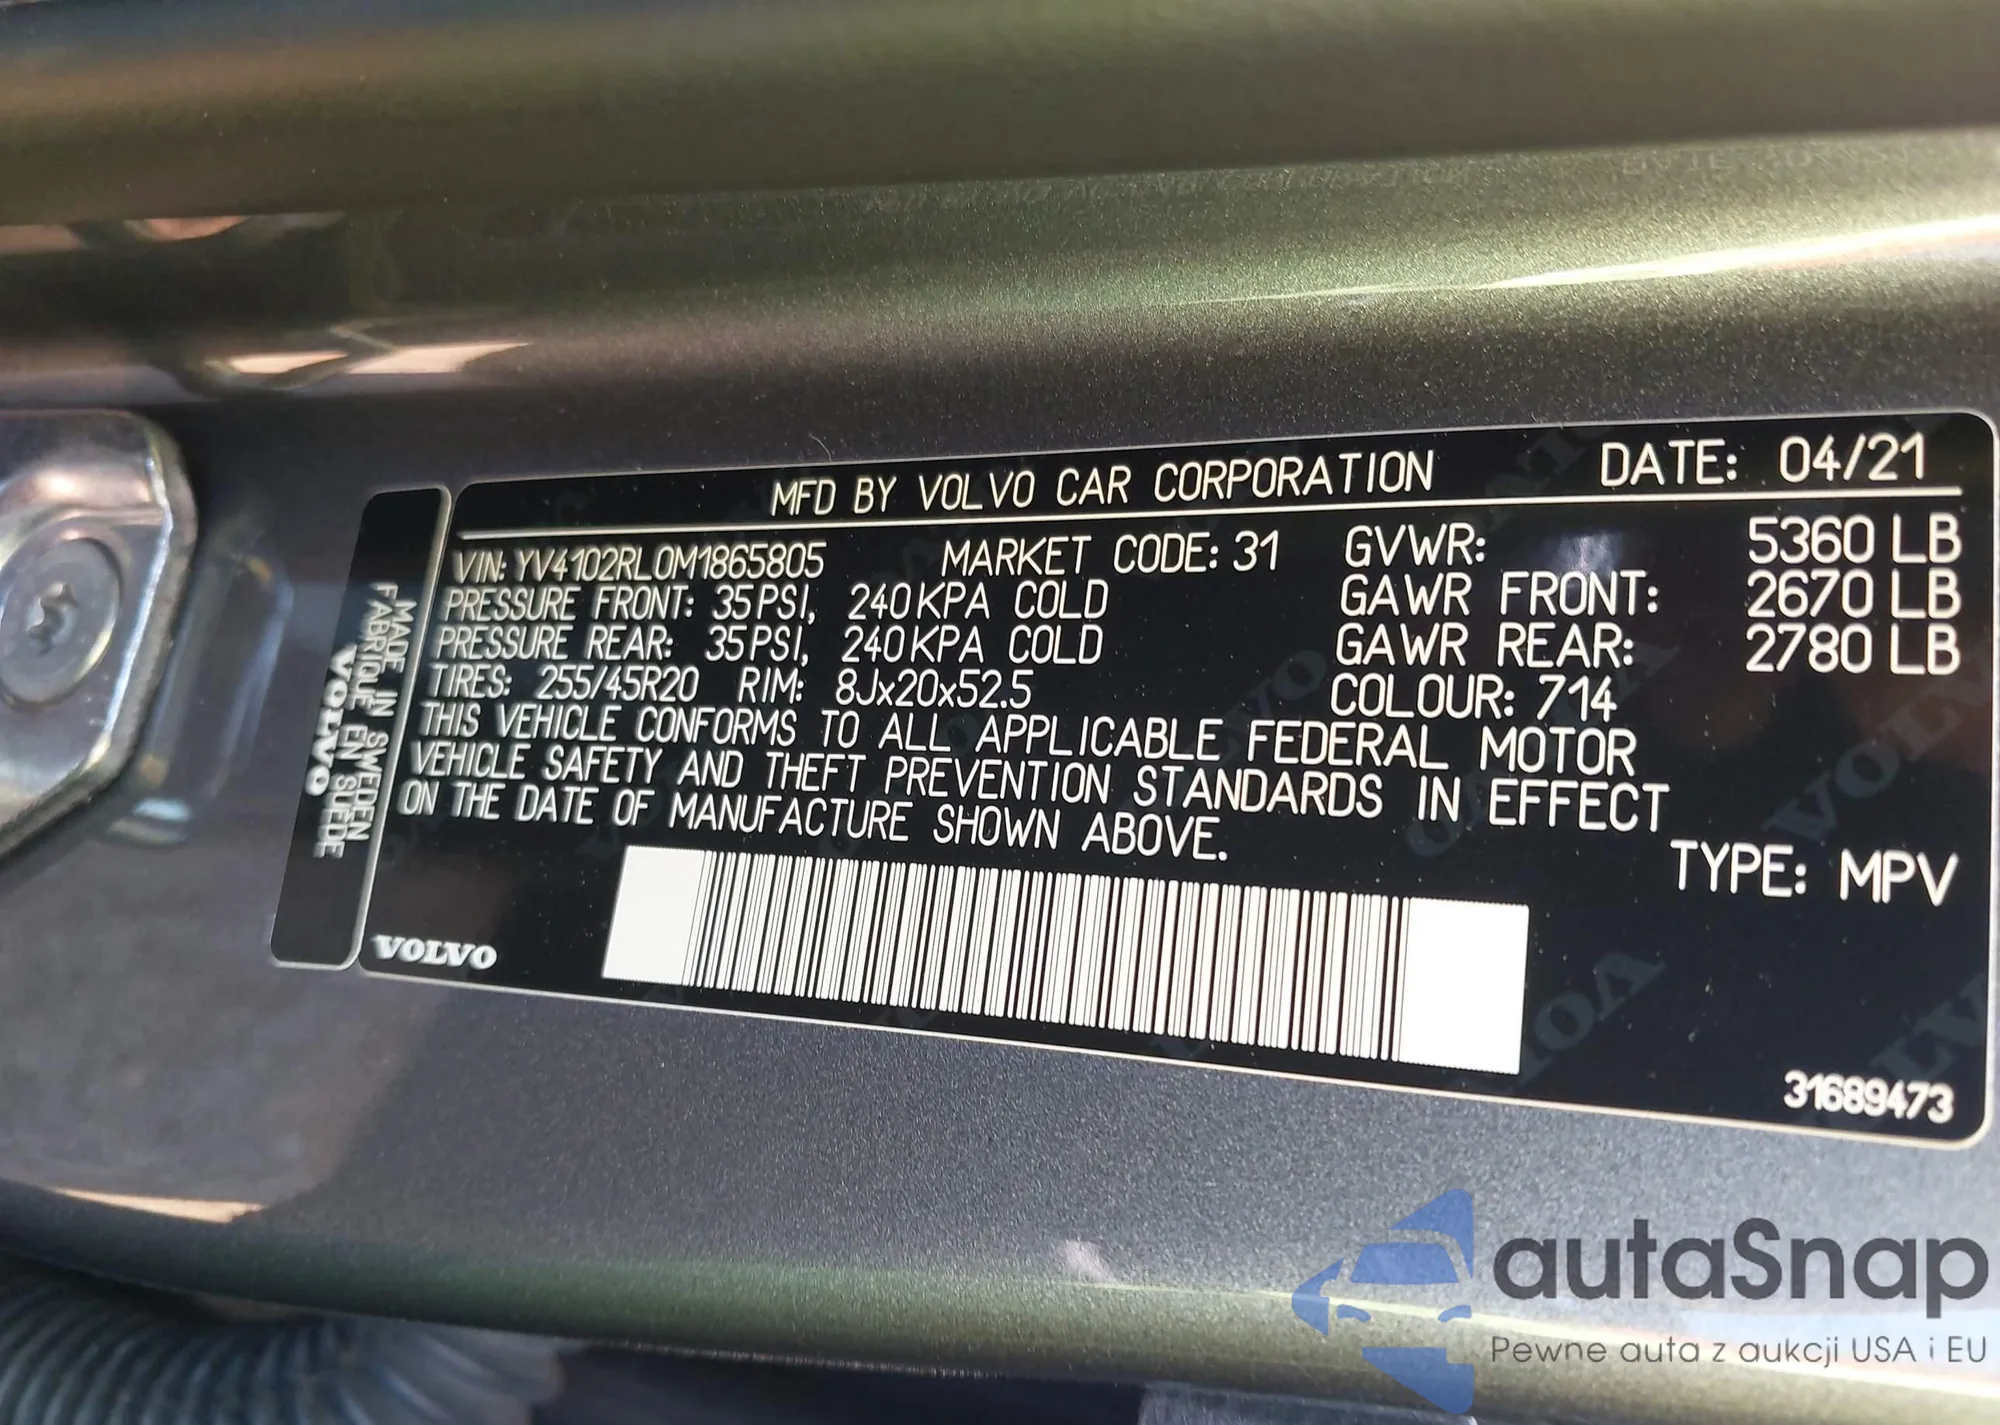 MFD BY VOLVO CAR CORPORATION DATE: 04/21
VIN: YV4102RL0M1865805 MARKET CODE: 31 GVWR: 5360 LB
PRESSURE FRONT: 35 PSI, 240 KPA COLD GAWR FRONT: 2670 LB
PRESSURE REAR: 35 PSI, 240 KPA COLD GAWR REAR: 2780 LB
TIRES: 255/45R20 RIM: 8Jx20x52.5 COLOUR: 714
THIS VEHICLE CONFORMS TO ALL APPLICABLE FEDERAL MOTOR
VEHICLE SAFETY AND THEFT PREVENTION STANDARDS IN EFFECT
ON THE DATE OF MANUFACTURE SHOWN ABOVE.
TYPE: MPV
VOLVO
31689473
MADE IN SWEDEN
FABRIQUE EN SUEDE
VOLVO
autaSnap
Pewne auta z aukcji USA i EU